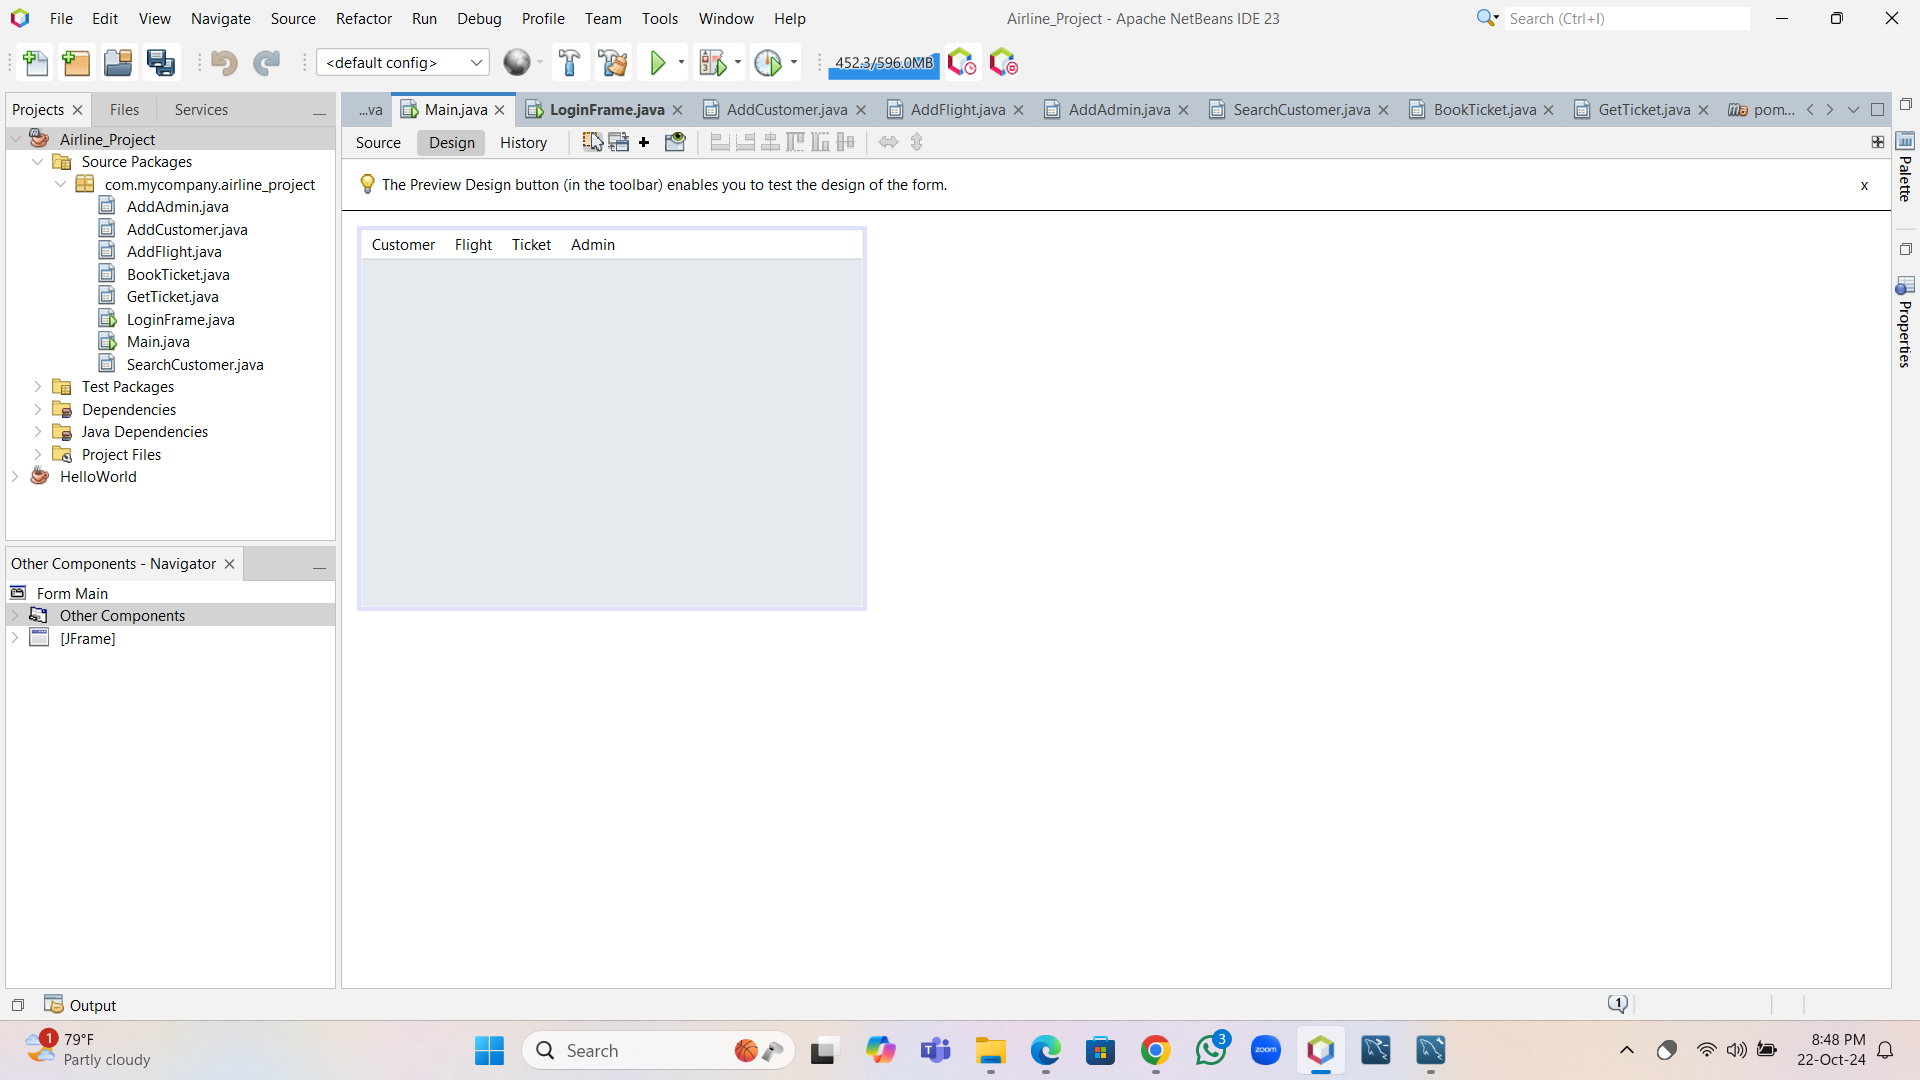 File Edit View Navigate Source Refactor Run Debug Profile Team Tools Window Help
Airline_Project - Apache NetBeans IDE 23
Search (Ctrl+I)
<default config>
452.3/596.0MB
Projects Files Services
Airline_Project
Source Packages
com.mycompany.airline_project
AddAdmin.java
AddCustomer.java
AddFlight.java
BookTicket.java
GetTicket.java
LoginFrame.java
Main.java
SearchCustomer.java
Test Packages
Dependencies
Java Dependencies
Project Files
HelloWorld
Other Components - Navigator
Form Main
Other Components
[JFrame]
...va Main.java LoginFrame.java AddCustomer.java AddFlight.java AddAdmin.java SearchCustomer.java BookTicket.java GetTicket.java pom...
Source Design History
The Preview Design button (in the toolbar) enables you to test the design of the form.
x
Customer Flight Ticket Admin
Palette
Properties
Output
1
1
79°F
Partly cloudy
Search
3
zoom
8:48 PM
22-Oct-24